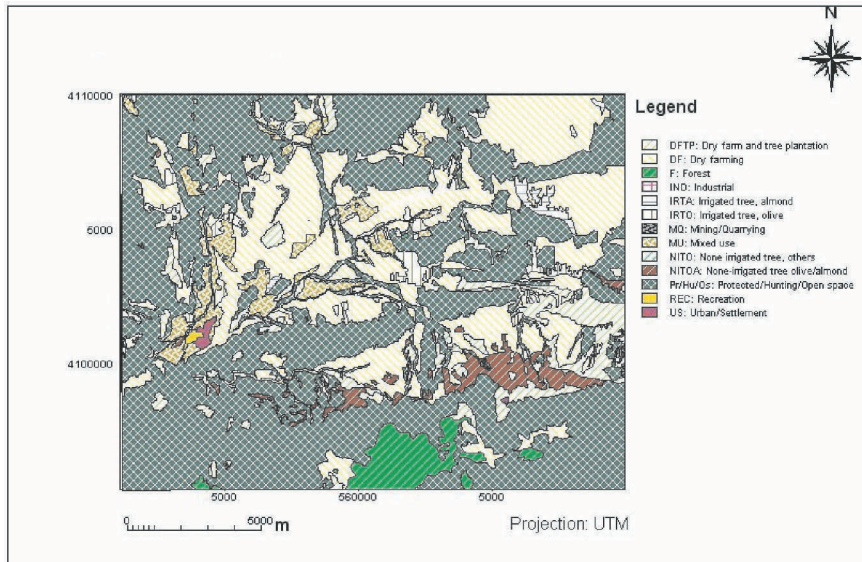 N
4110000
5000
4100000
5000
560000
5000
0
5000 m
Projection: UTM
Legend
DFTP: Dry farm and tree plantation
DF: Dry farming
F: Forest
IND: Industrial
IRTA: Irrigated tree, almond
IRTO: Irrigated tree, olive
MQ: Mining/Quarrying
MU: Mixed use
NITO: None irrigated tree, others
NITOA: None-irrigated tree olive/almond
Pr/Hu/Os: Protected/Hunting/Open space
REC: Recreation
US: Urban/Settlement